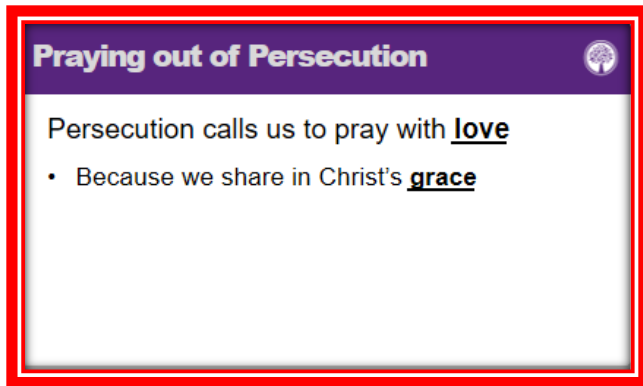 Praying out of Persecution
Persecution calls us to pray with love
• Because we share in Christ's grace